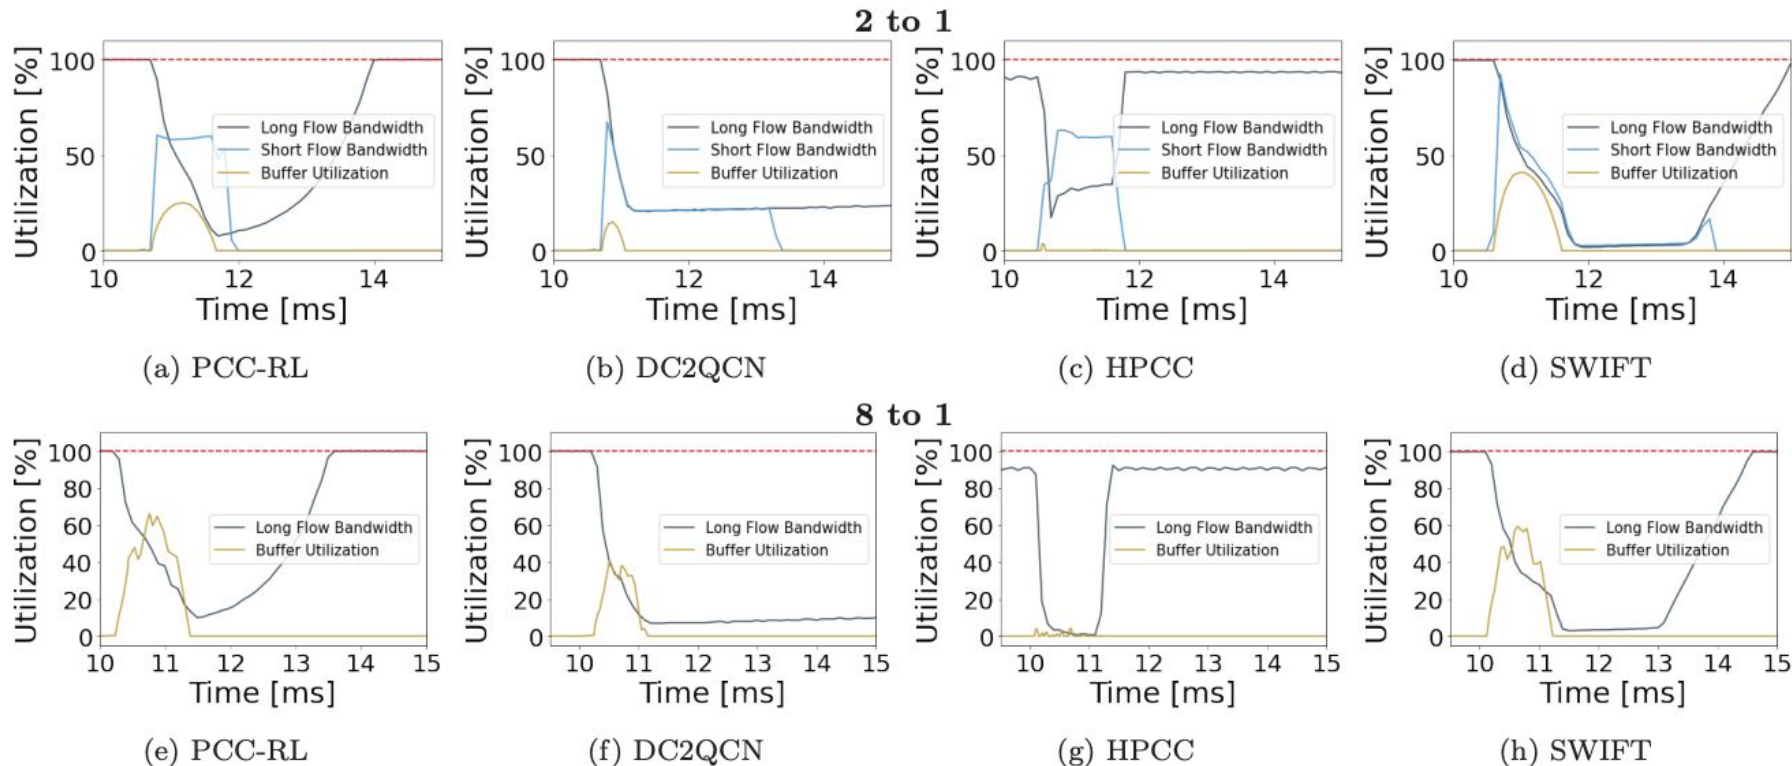 2 to 1
Utilization [%]
100
50
0
Long Flow Bandwidth
Short Flow Bandwidth
Buffer Utilization
10 12 14
Time [ms]
(a) PCC-RL
Utilization [%]
100
50
0
Long Flow Bandwidth
Short Flow Bandwidth
Buffer Utilization
10 12 14
Time [ms]
(b) DC2QCN
Utilization [%]
100
50
0
Long Flow Bandwidth
Short Flow Bandwidth
Buffer Utilization
10 12 14
Time [ms]
(c) HPCC
Utilization [%]
100
50
0
Long Flow Bandwidth
Short Flow Bandwidth
Buffer Utilization
10 12 14
Time [ms]
(d) SWIFT
8 to 1
Utilization [%]
100
80
60
40
20
0
Long Flow Bandwidth
Buffer Utilization
10 11 12 13 14 15
Time [ms]
(e) PCC-RL
Utilization [%]
100
80
60
40
20
0
Long Flow Bandwidth
Buffer Utilization
10 11 12 13 14 15
Time [ms]
(f) DC2QCN
Utilization [%]
100
80
60
40
20
0
Long Flow Bandwidth
Buffer Utilization
10 11 12 13 14 15
Time [ms]
(g) HPCC
Utilization [%]
100
80
60
40
20
0
Long Flow Bandwidth
Buffer Utilization
10 11 12 13 14 15
Time [ms]
(h) SWIFT